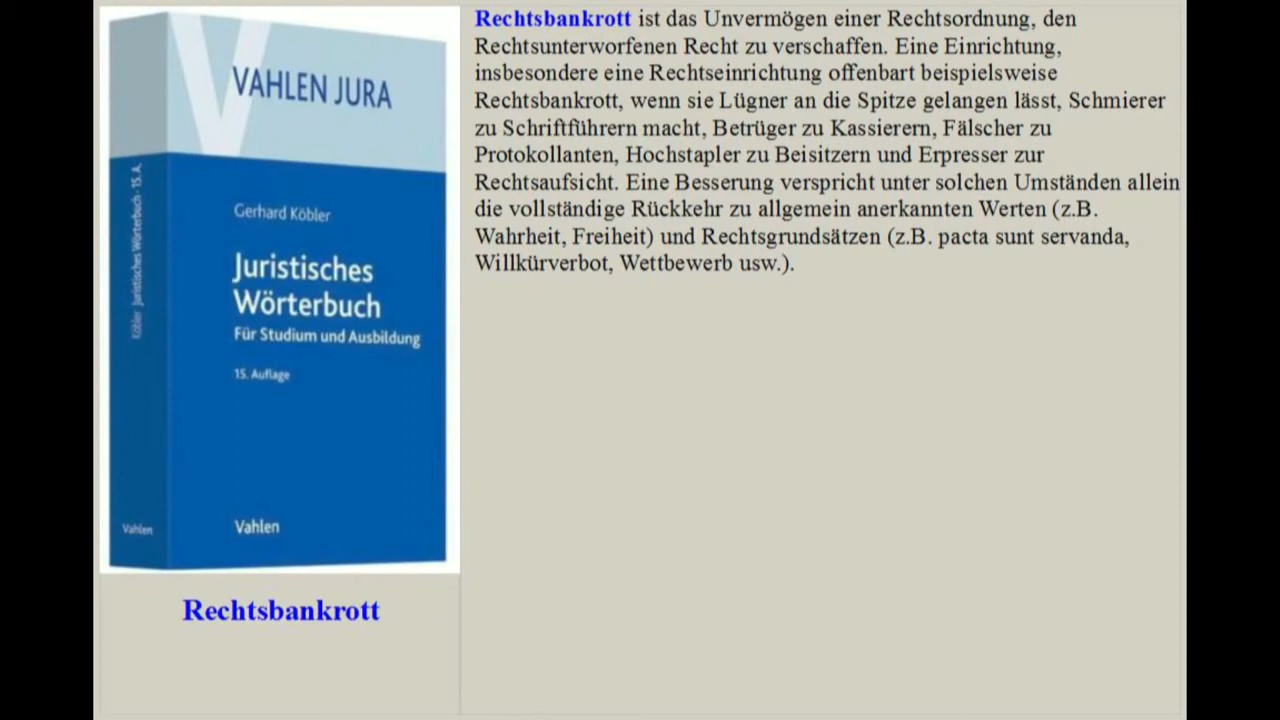 VAHLEN JURA
Gerhard Köbler
Juristisches
Wörterbuch
Für Studium und Ausbildung
15. Auflage
Vahlen
Köbler Juristisches Wörterbuch · 15. A.
Vahlen
Rechtsbankrott
Rechtsbankrott ist das Unvermögen einer Rechtsordnung, den
Rechtsunterworfenen Recht zu verschaffen. Eine Einrichtung,
insbesondere eine Rechtseinrichtung offenbart beispielsweise
Rechtsbankrott, wenn sie Lügner an die Spitze gelangen lässt, Schmierer
zu Schriftführern macht, Betrüger zu Kassierern, Fälscher zu
Protokollanten, Hochstapler zu Beisitzern und Erpresser zur
Rechtsaufsicht. Eine Besserung verspricht unter solchen Umständen allein
die vollständige Rückkehr zu allgemein anerkannten Werten (z.B.
Wahrheit, Freiheit) und Rechtsgrundsätzen (z.B. pacta sunt servanda,
Willkürverbot, Wettbewerb usw.).